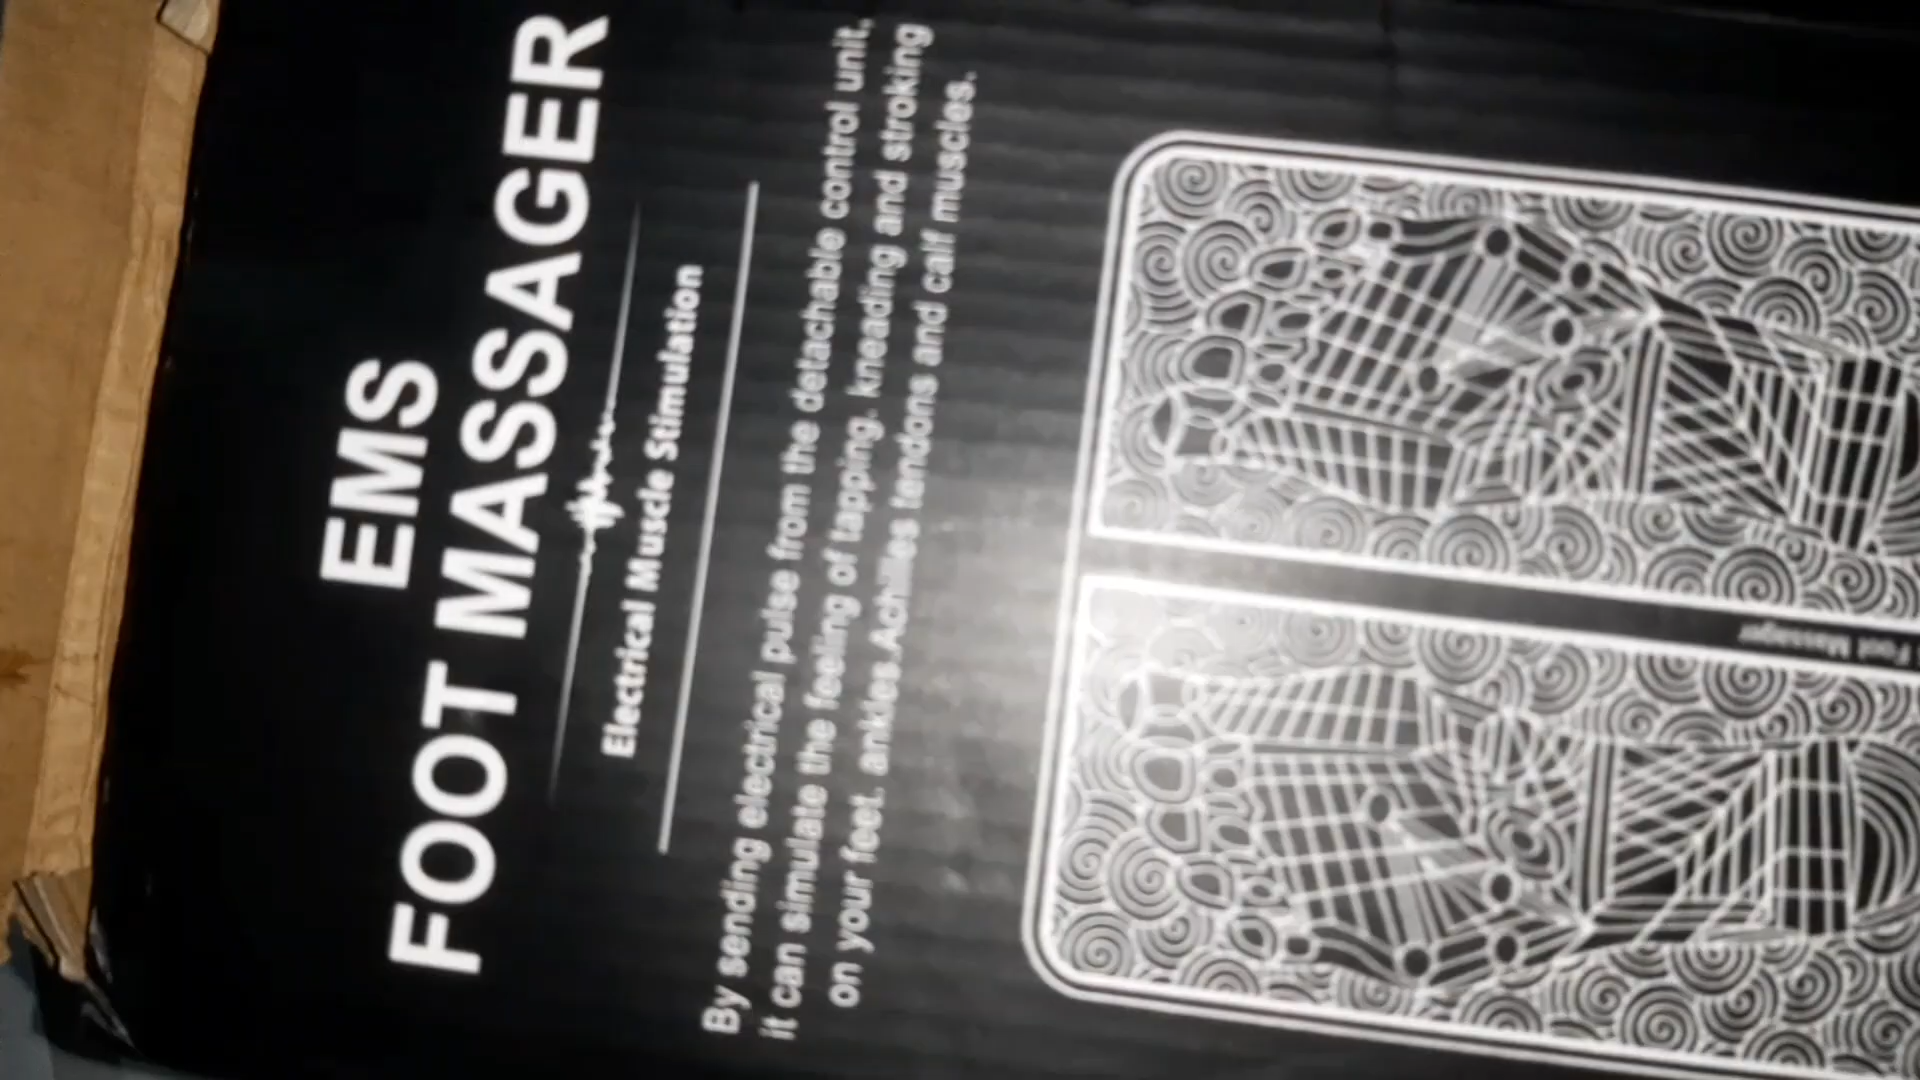 EMS
FOOT MASSAGER
Electrical Muscle Stimulation
By sending electrical pulse from the detachable control unit,
it can simulate the feeling of tapping. kneading and stroking
on your feet. ankles.Achilles tendons and calf muscles.
Foot Massager